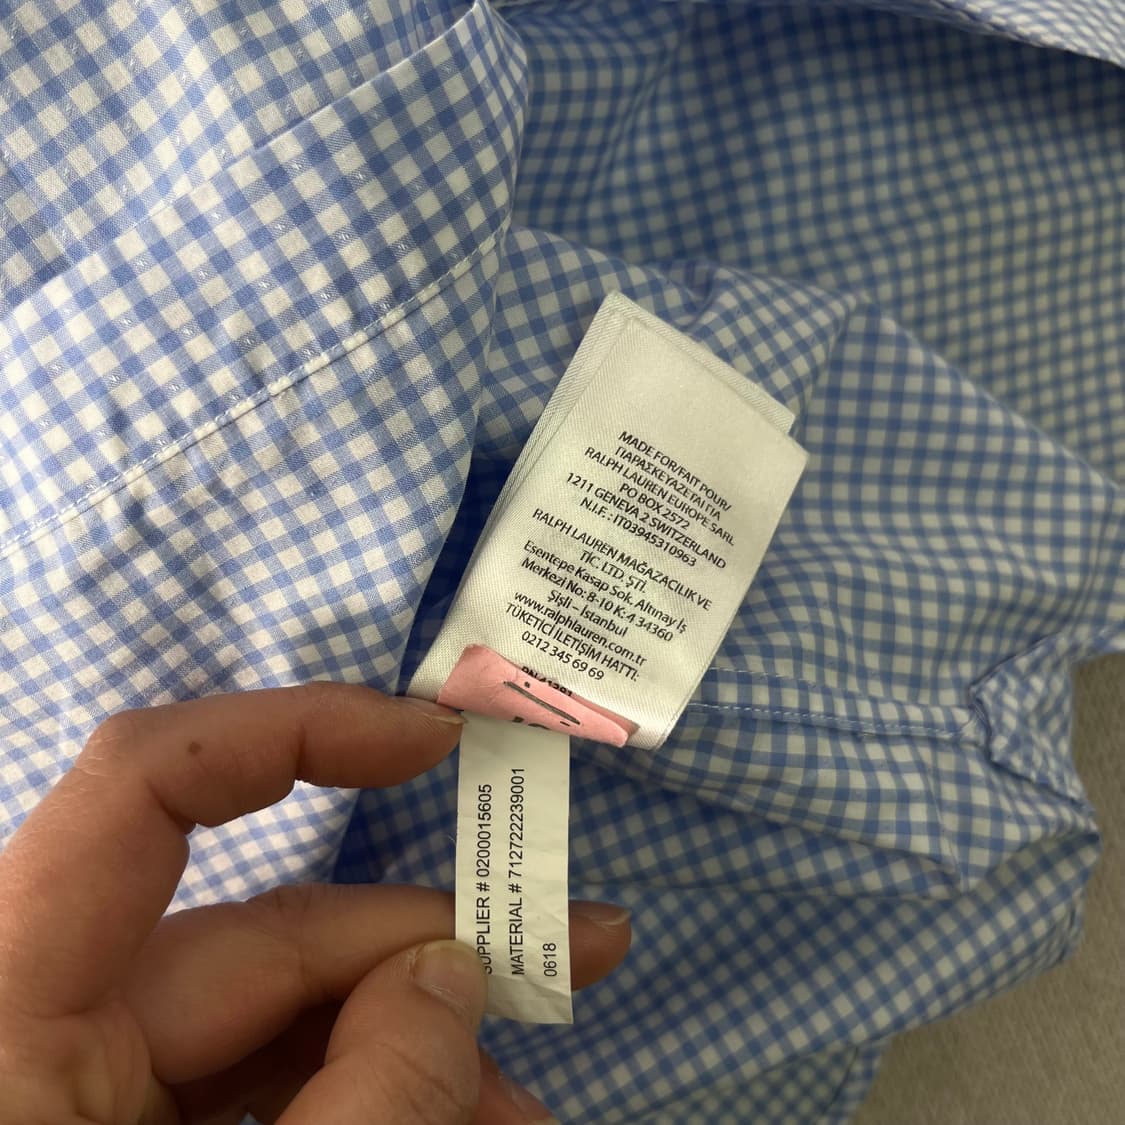 MADE FOR/FAIT POUR/
ΠΑΡΑΣΚΕΥΑΖΕΤΑΙ ΓΙΑ
RALPH LAUREN EUROPE SARL
PO BOX 2572
1211 GENEVA 2 SWITZERLAND
N.I.F.: IT03945310963
RALPH LAUREN MAĞAZACILIK VE
TİC. LTD. ŞTİ.
Esentepe Kasap Sok. Altınay İş
Merkezi No: 8-10 K:4 34360
Şişli – İstanbul
www.ralphlauren.com.tr
TÜKETİCİ İLETİŞİM HATTI:
0212 345 69 69
SUPPLIER # 0200015605
MATERIAL # 712722239001
0618